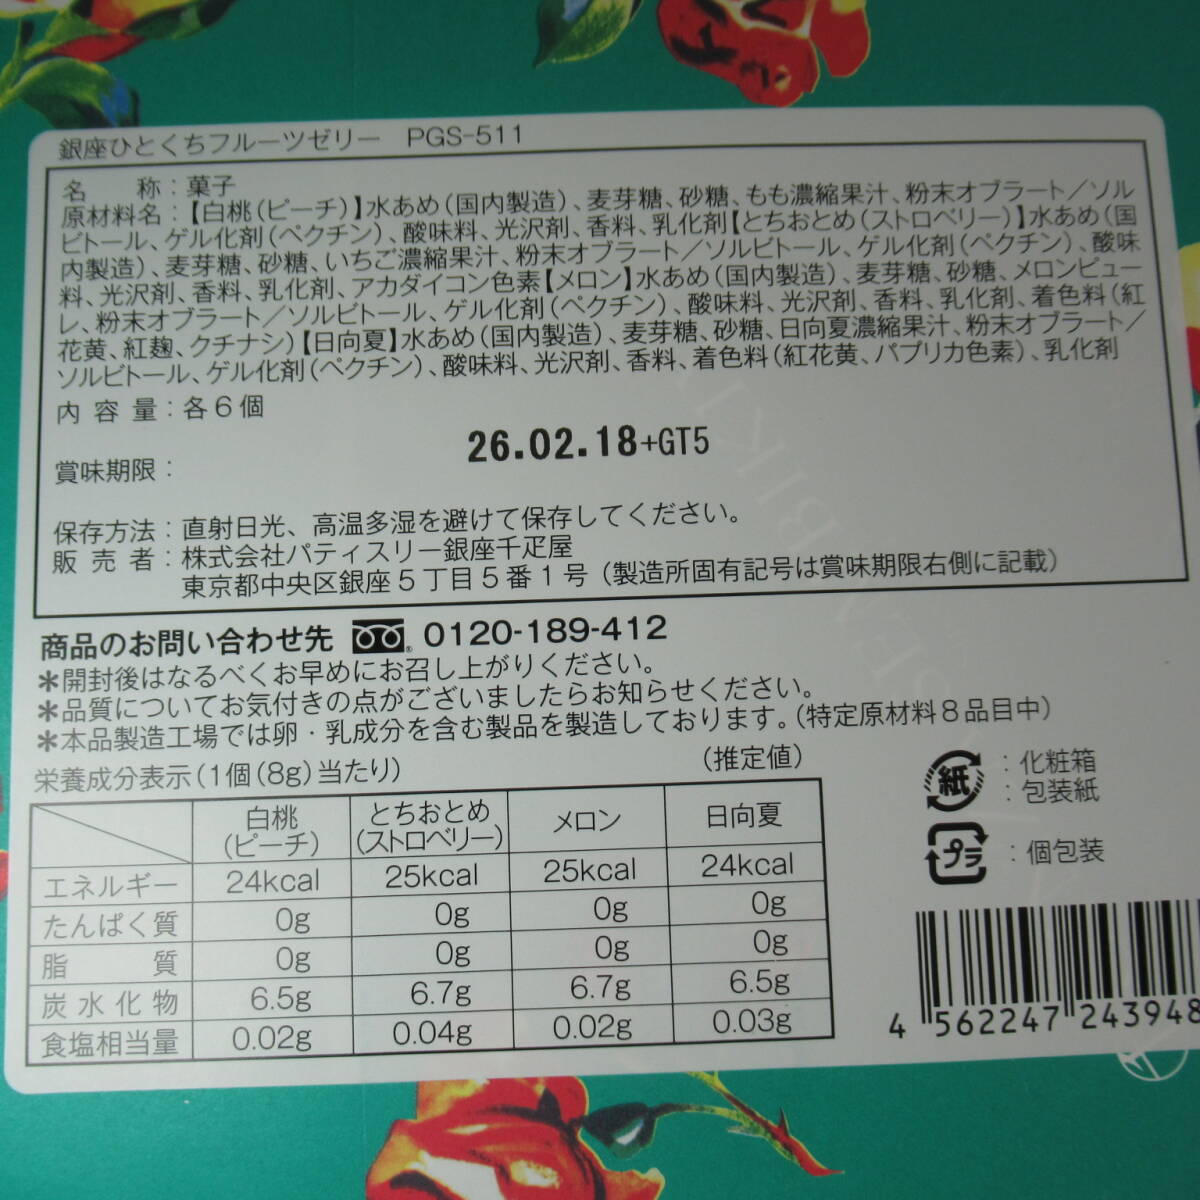 銀座ひとくちフルーツゼリー PGS-511
名称：菓子
原材料名：【白桃（ピーチ）】水あめ（国内製造）、麦芽糖、砂糖、もも濃縮果汁、粉末オブラート／ソル
ビトール、ゲル化剤（ペクチン）、酸味料、光沢剤、香料、乳化剤【とちおとめ（ストロベリー）】水あめ（国
内製造）、麦芽糖、砂糖、いちご濃縮果汁、粉末オブラート／ソルビトール、ゲル化剤（ペクチン）、酸味
料、光沢剤、香料、乳化剤、アカダイコン色素【メロン】水あめ（国内製造）、麦芽糖、砂糖、メロンピュー
レ、粉末オブラート／ソルビトール、ゲル化剤（ペクチン）、酸味料、光沢剤、香料、乳化剤、着色料（紅
花黄、紅麹、クチナシ）【日向夏】水あめ（国内製造）、麦芽糖、砂糖、日向夏濃縮果汁、粉末オブラート／
ソルビトール、ゲル化剤（ペクチン）、酸味料、光沢剤、香料、着色料（紅花黄、パプリカ色素）、乳化剤
内容量：各6個
26.02.18+GT5
賞味期限：
保存方法：直射日光、高温多湿を避けて保存してください。
販売者：株式会社パティスリー銀座千疋屋
東京都中央区銀座5丁目5番1号（製造所固有記号は賞味期限右側に記載）
商品のお問い合わせ先 0120-189-412
＊開封後はなるべくお早めにお召し上がりください。
＊品質についてお気付きの点がございましたらお知らせください。
＊本品製造工場では卵・乳成分を含む製品を製造しております。（特定原材料8品目中）
栄養成分表示（1個（8g）当たり） （推定値）
白桃（ピーチ） とちおとめ（ストロベリー） メロン 日向夏
エネルギー 24kcal 25kcal 25kcal 24kcal
たんぱく質 0g 0g 0g 0g
脂質 0g 0g 0g 0g
炭水化物 6.5g 6.7g 6.7g 6.5g
食塩相当量 0.02g 0.04g 0.02g 0.03g
紙：化粧箱
：包装紙
プラ：個包装
4 562247 243948